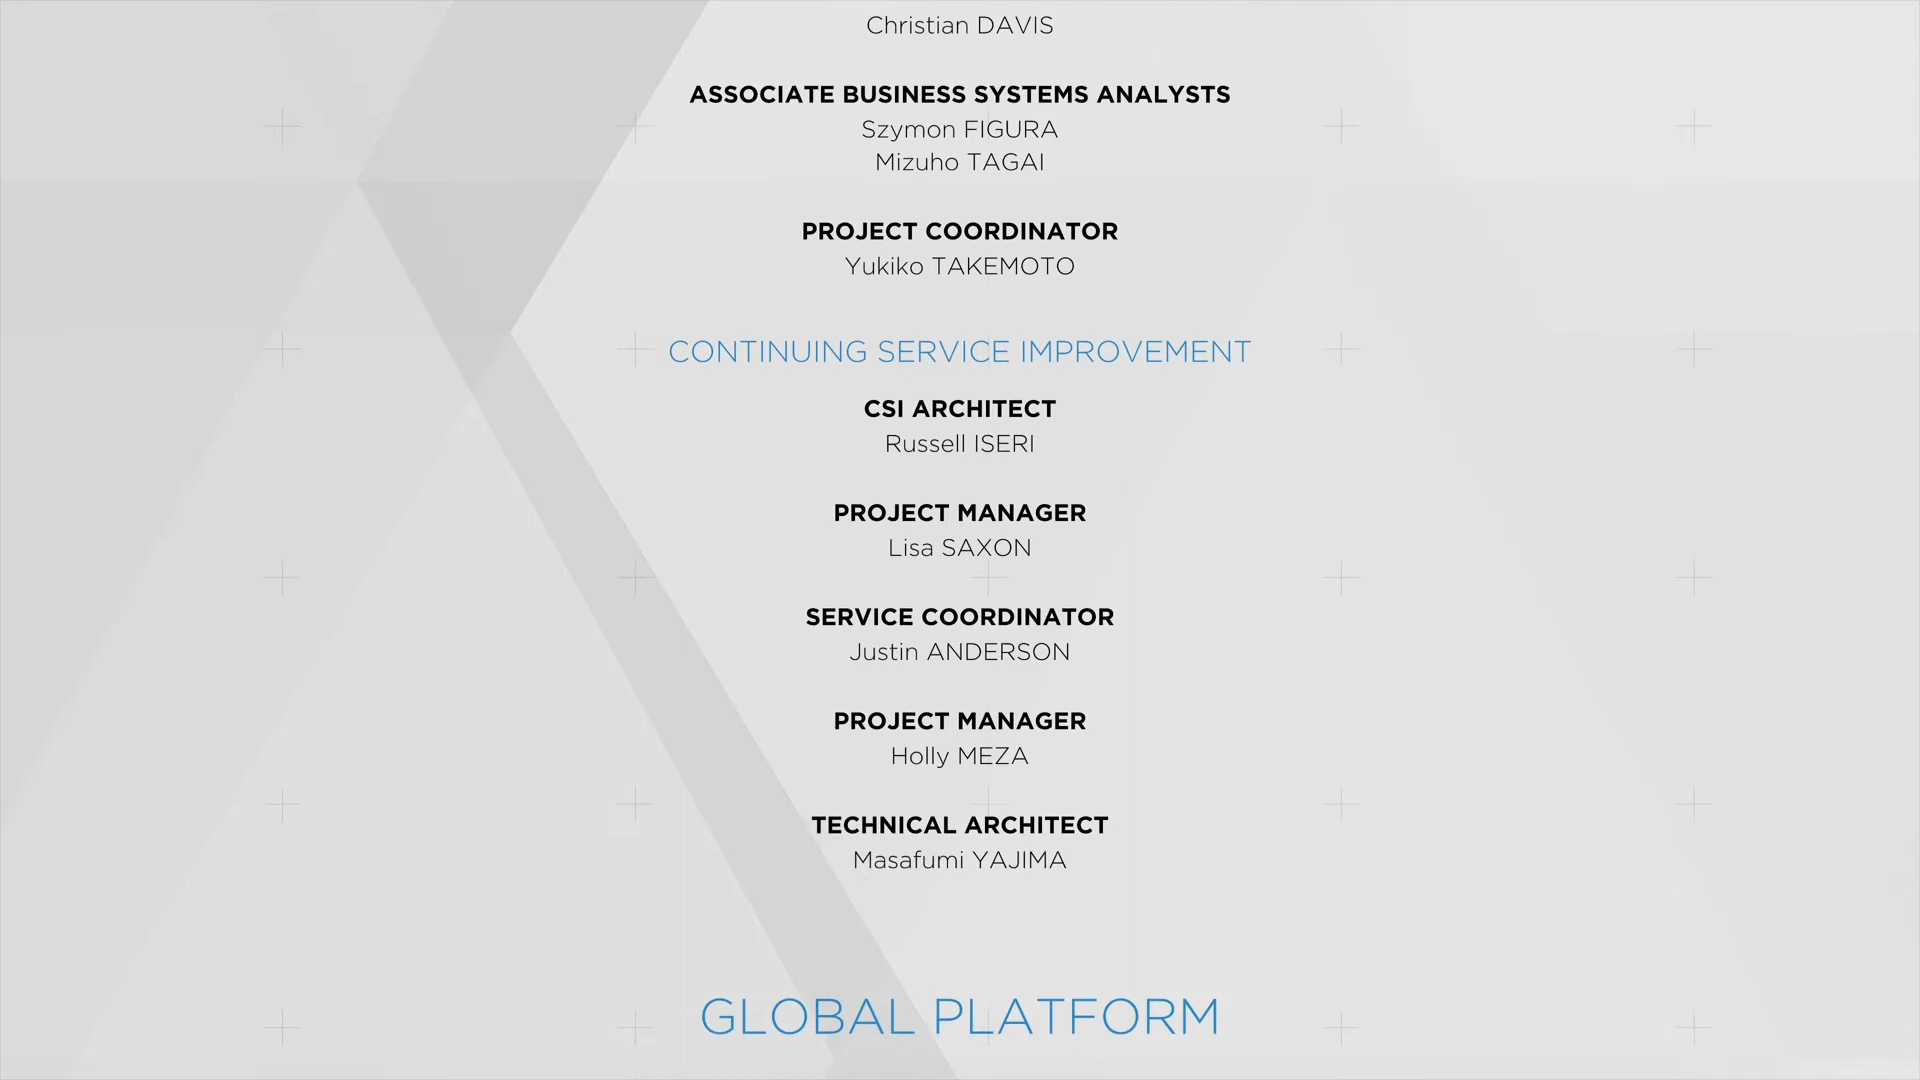 Christian DAVIS
ASSOCIATE BUSINESS SYSTEMS ANALYSTS
Szymon FIGURA
Mizuho TAGAI
PROJECT COORDINATOR
Yukiko TAKEMOTO
CONTINUING SERVICE IMPROVEMENT
CSI ARCHITECT
Russell ISERI
PROJECT MANAGER
Lisa SAXON
SERVICE COORDINATOR
Justin ANDERSON
PROJECT MANAGER
Holly MEZA
TECHNICAL ARCHITECT
Masafumi YAJIMA
GLOBAL PLATFORM